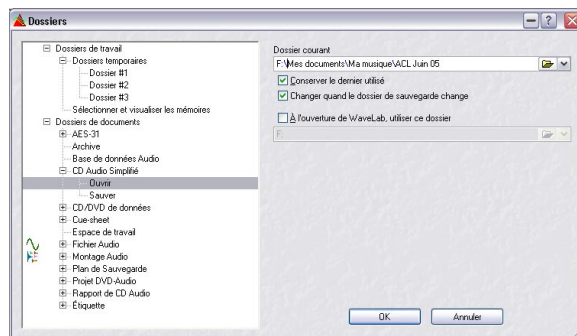 Dossiers
Dossiers de travail
Dossiers temporaires
Dossier #1
Dossier #2
Dossier #3
Sélectionner et visualiser les mémoires
Dossiers de documents
AES-31
Archive
Base de données Audio
CD Audio Simplifié
Ouvrir
Sauver
CD/DVD de données
Cue-sheet
Espace de travail
Fichier Audio
Montage Audio
Plan de Sauvegarde
Projet DVD-Audio
Rapport de CD Audio
Étiquette
Dossier courant
F:\Mes documents\Ma musique\ACL Juin 05
Conserver le dernier utilisé
Changer quand le dossier de sauvegarde change
À l'ouverture de WaveLab, utiliser ce dossier
F:
OK
Annuler